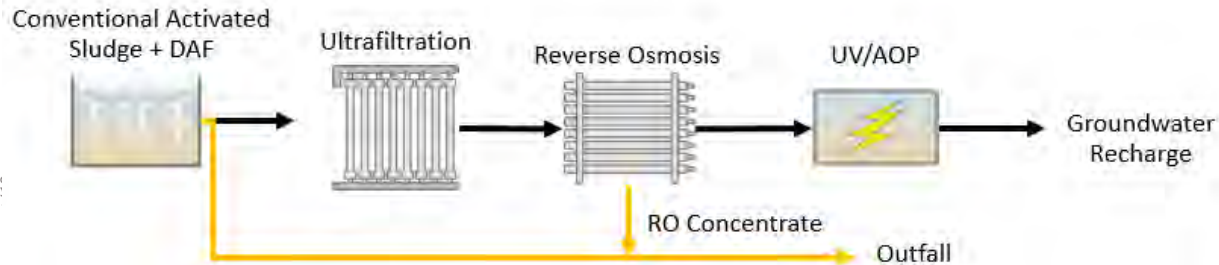 Conventional Activated
Sludge + DAF
Ultrafiltration
Reverse Osmosis
UV/AOP
Groundwater
Recharge
RO Concentrate
Outfall